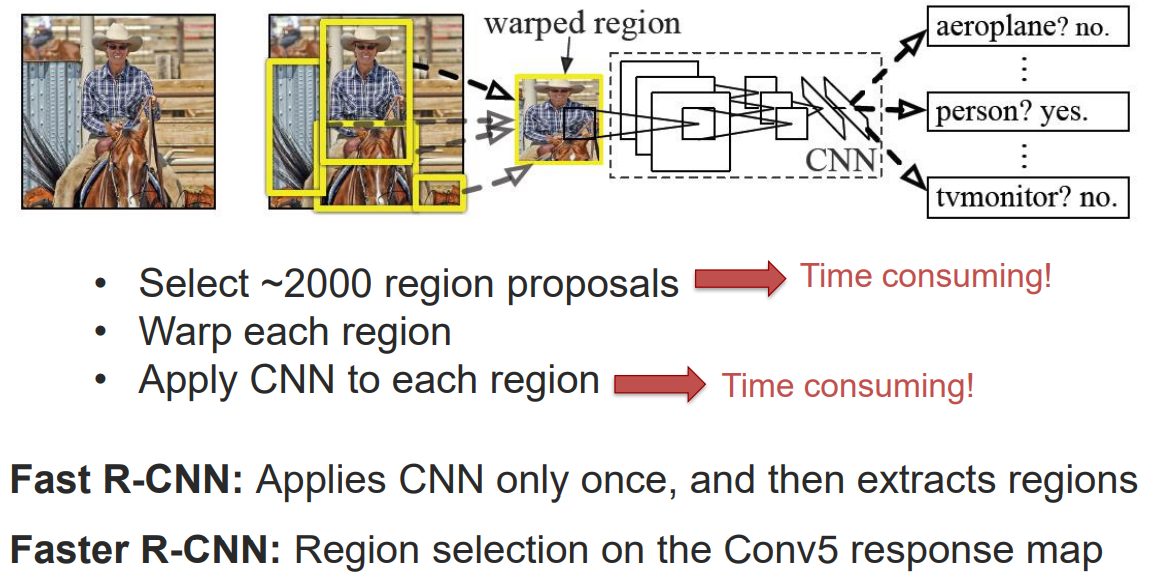 warped region
aeroplane? no.
person? yes.
CNN
tvmonitor? no.
• Select ~2000 region proposals
Time consuming!
• Warp each region
• Apply CNN to each region
Time consuming!
Fast R-CNN: Applies CNN only once, and then extracts regions
Faster R-CNN: Region selection on the Conv5 response map